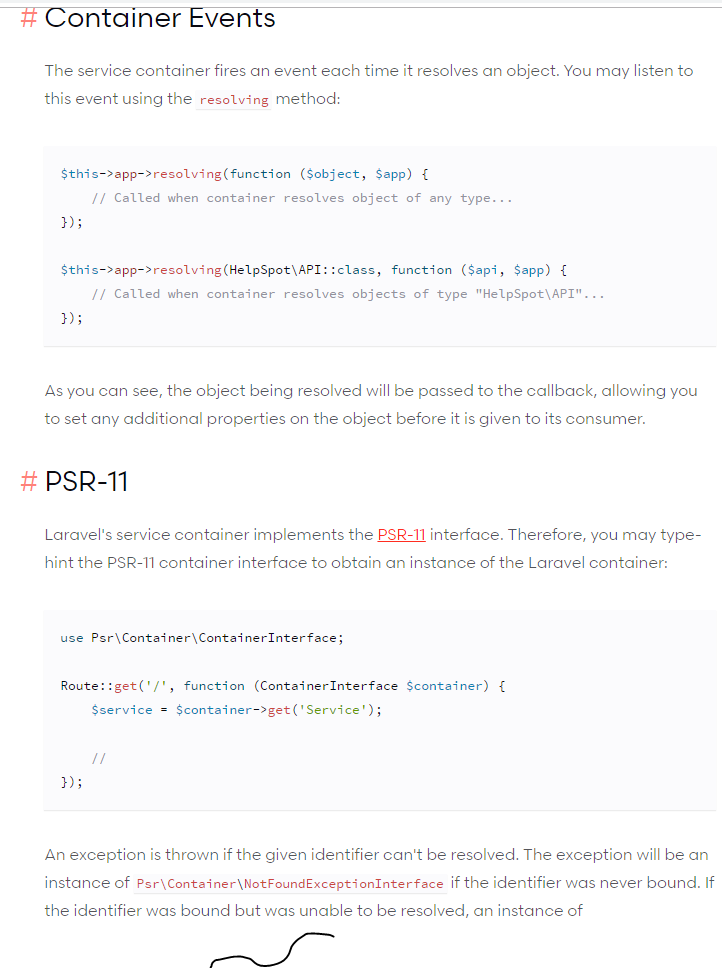 # Container Events
The service container fires an event each time it resolves an object. You may listen to
this event using the resolving method:
$this->app->resolving(function ($object, $app) {
    // Called when container resolves object of any type...
});
$this->app->resolving(HelpSpot\API::class, function ($api, $app) {
    // Called when container resolves objects of type "HelpSpot\API"...
});
As you can see, the object being resolved will be passed to the callback, allowing you
to set any additional properties on the object before it is given to its consumer.
# PSR-11
Laravel's service container implements the PSR-11 interface. Therefore, you may type-
hint the PSR-11 container interface to obtain an instance of the Laravel container:
use Psr\Container\ContainerInterface;
Route::get('/', function (ContainerInterface $container) {
    $service = $container->get('Service');
    //
});
An exception is thrown if the given identifier can't be resolved. The exception will be an
instance of Psr\Container\NotFoundExceptionInterface if the identifier was never bound. If
the identifier was bound but was unable to be resolved, an instance of